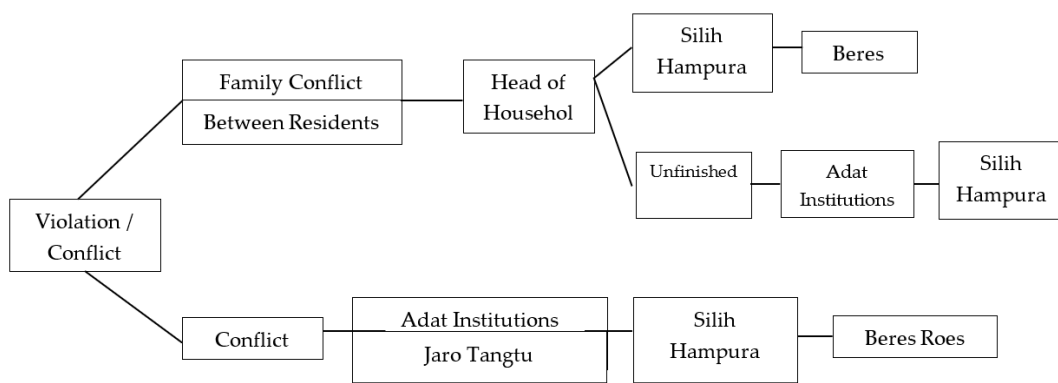 Silih
Hampura
Beres
Family Conflict
Between Residents
Head of
Househol
Unfinished
Adat
Institutions
Silih
Hampura
Violation /
Conflict
Conflict
Adat Institutions
Jaro Tangtu
Silih
Hampura
Beres Roes